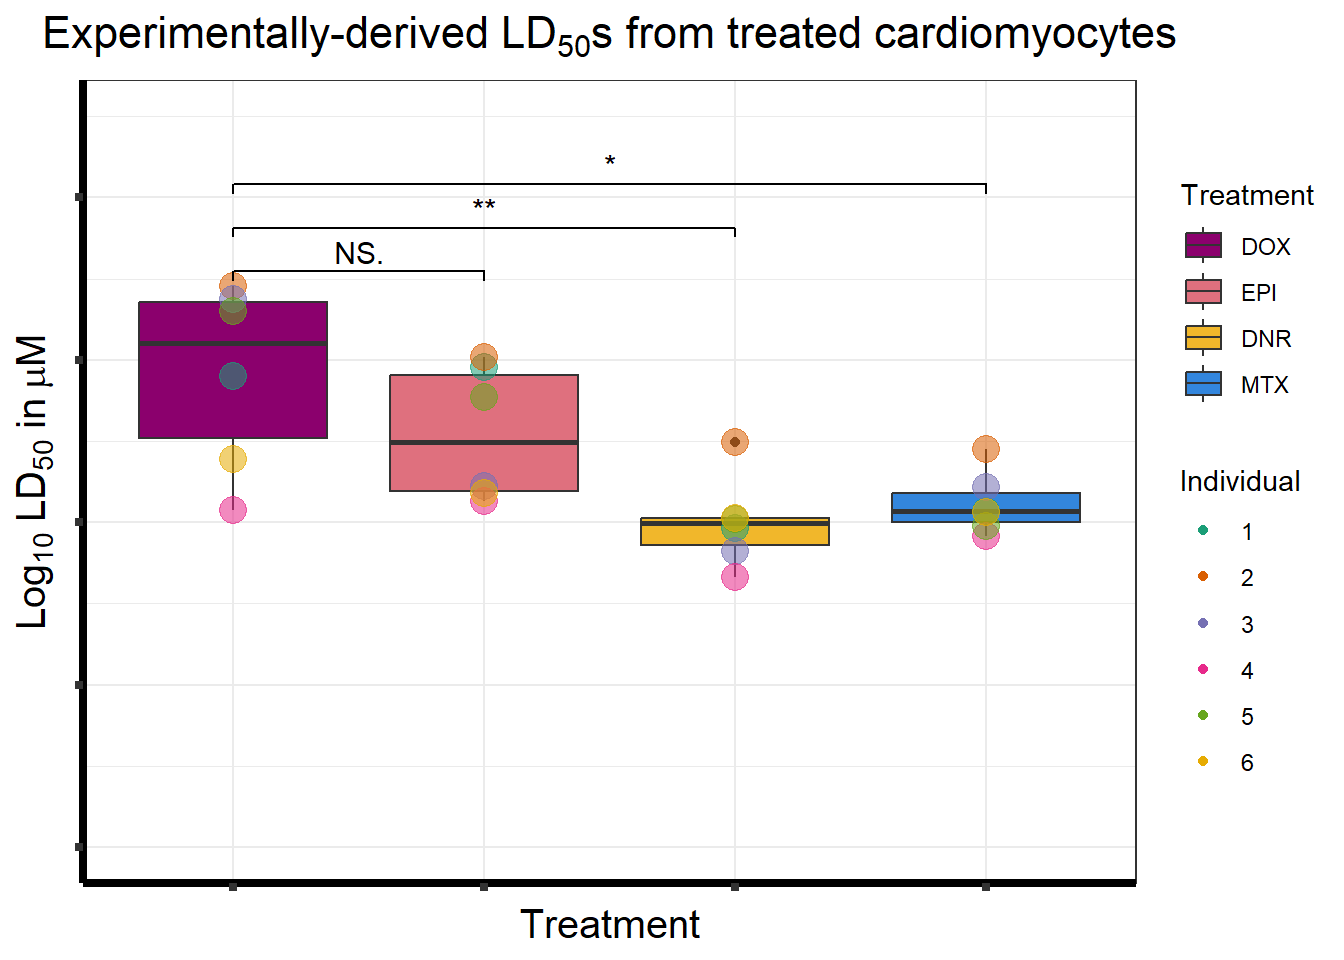 Experimentally-derived LD₅₀s from treated cardiomyocytes
*
**
NS.
Log₁₀ LD₅₀ in μM
Treatment
Treatment
DOX
EPI
DNR
MTX
Individual
1
2
3
4
5
6